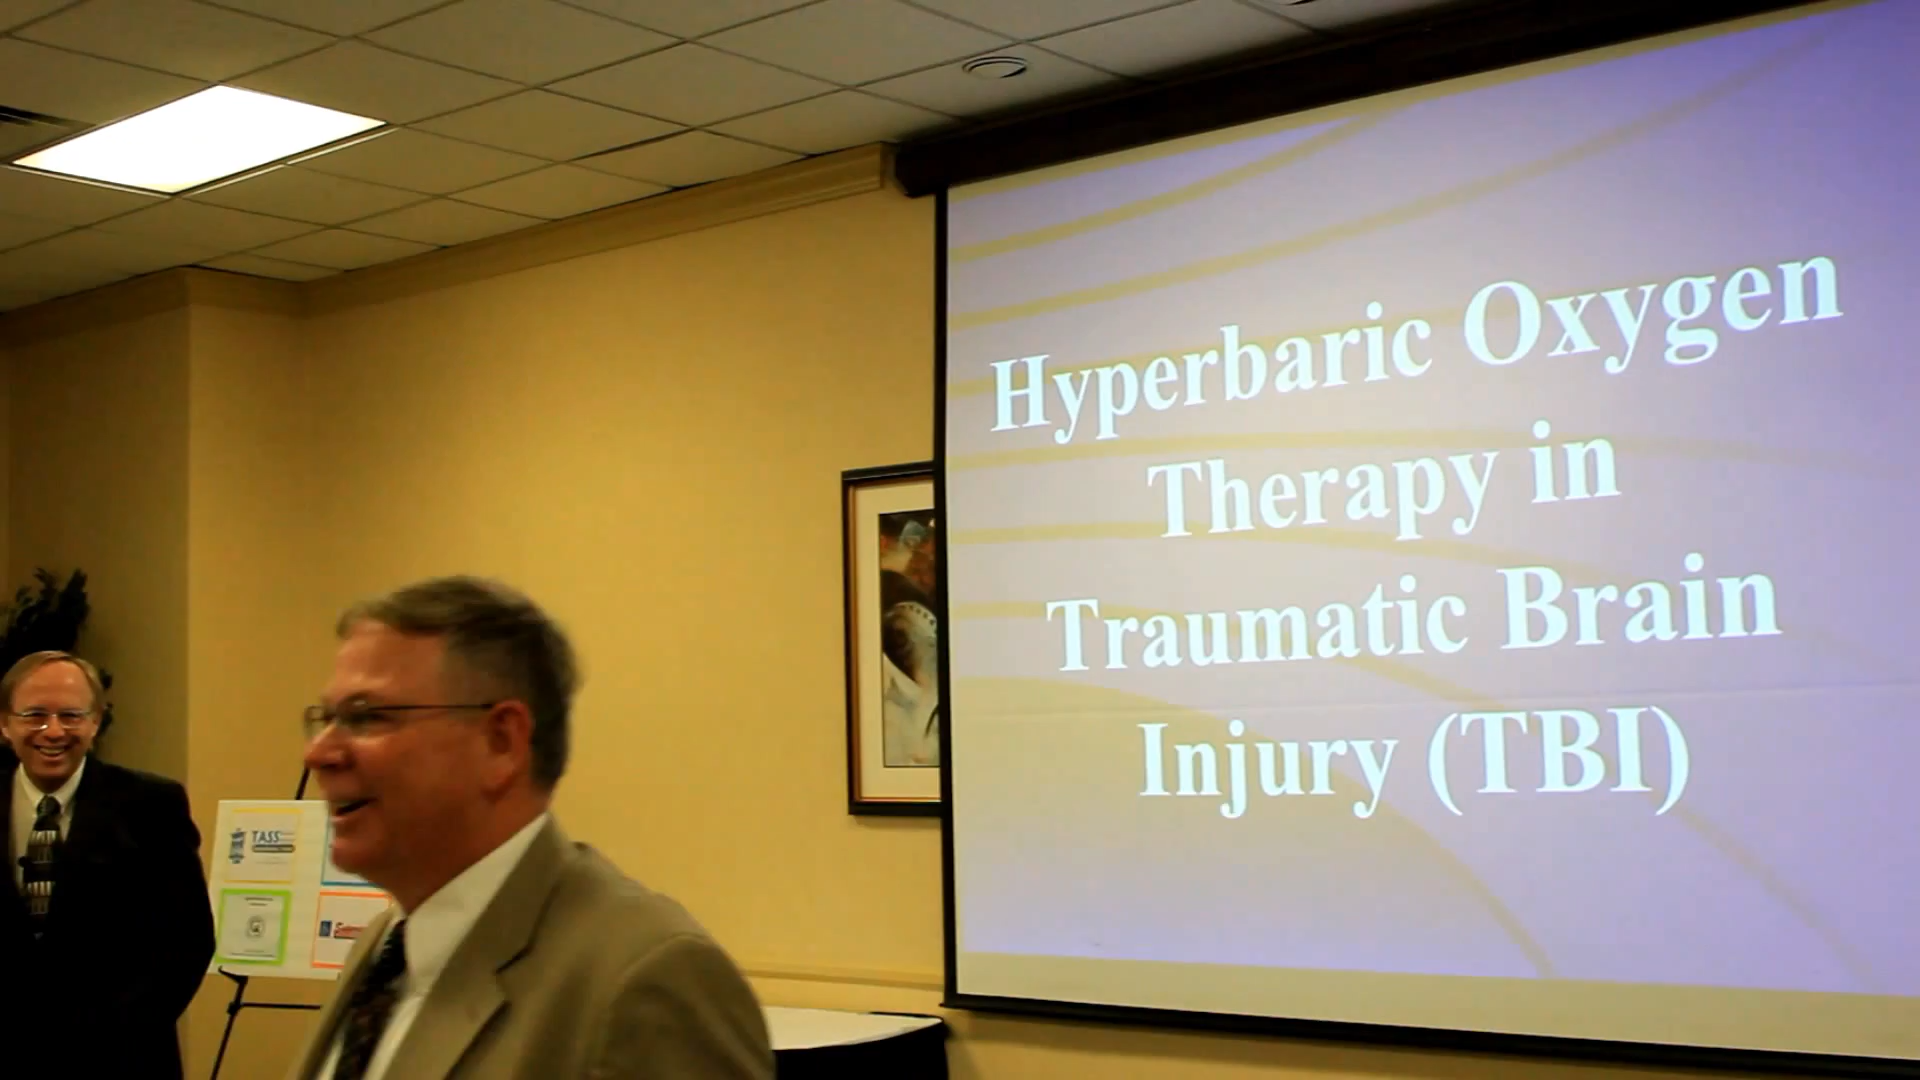 Hyperbaric Oxygen
Therapy in
Traumatic Brain
Injury (TBI)
TASS